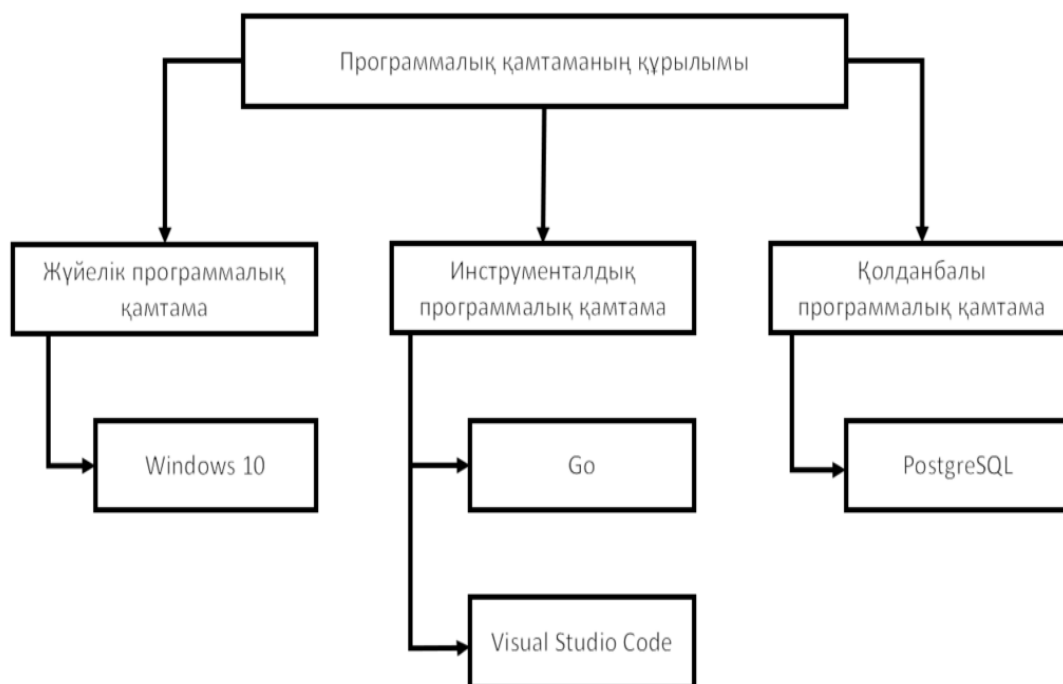 Программалық қамтаманың құрылымы
Жүйелік программалық
қамтама
Инструменталдық
программалық қамтама
Қолданбалы
программалық қамтама
Windows 10
Go
PostgreSQL
Visual Studio Code